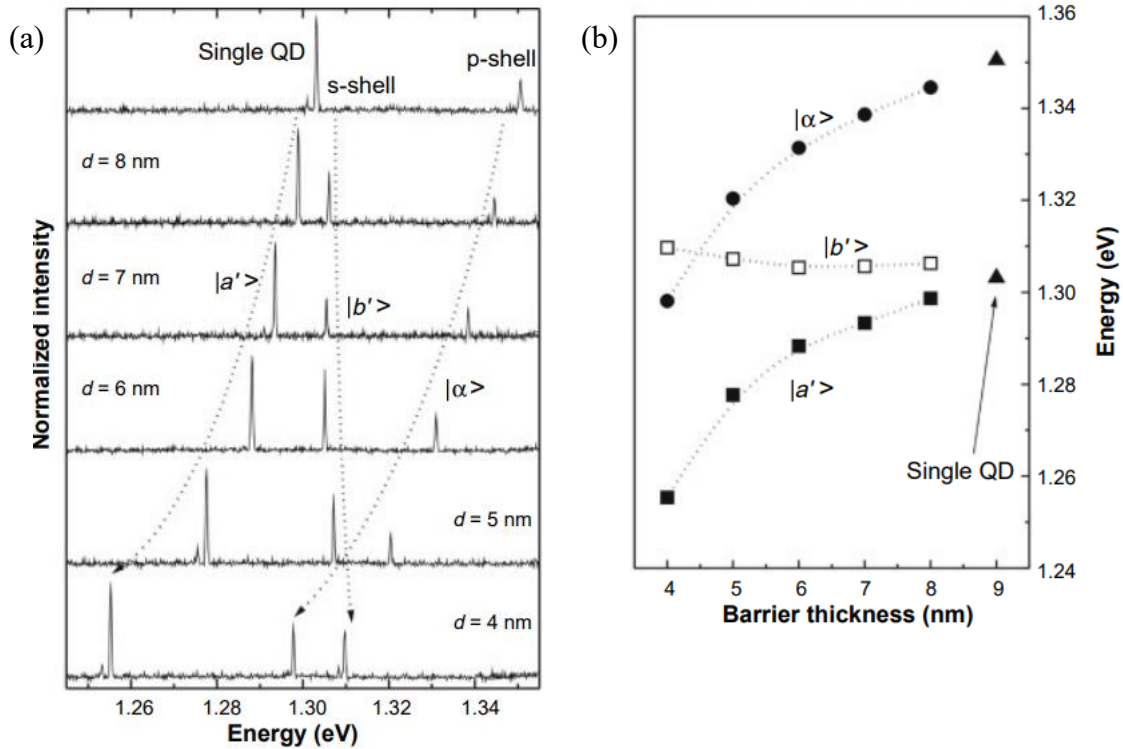 (a)
Single QD
s-shell
p-shell
d = 8 nm
d = 7 nm
|a'>
|b'>
d = 6 nm
|α>
d = 5 nm
d = 4 nm
Normalized intensity
1.26 1.28 1.30 1.32 1.34
Energy (eV)
(b)
|α>
|b'>
|a'>
Single QD
1.36
1.34
1.32
1.30
1.28
1.26
1.24
Energy (eV)
4 5 6 7 8 9
Barrier thickness (nm)